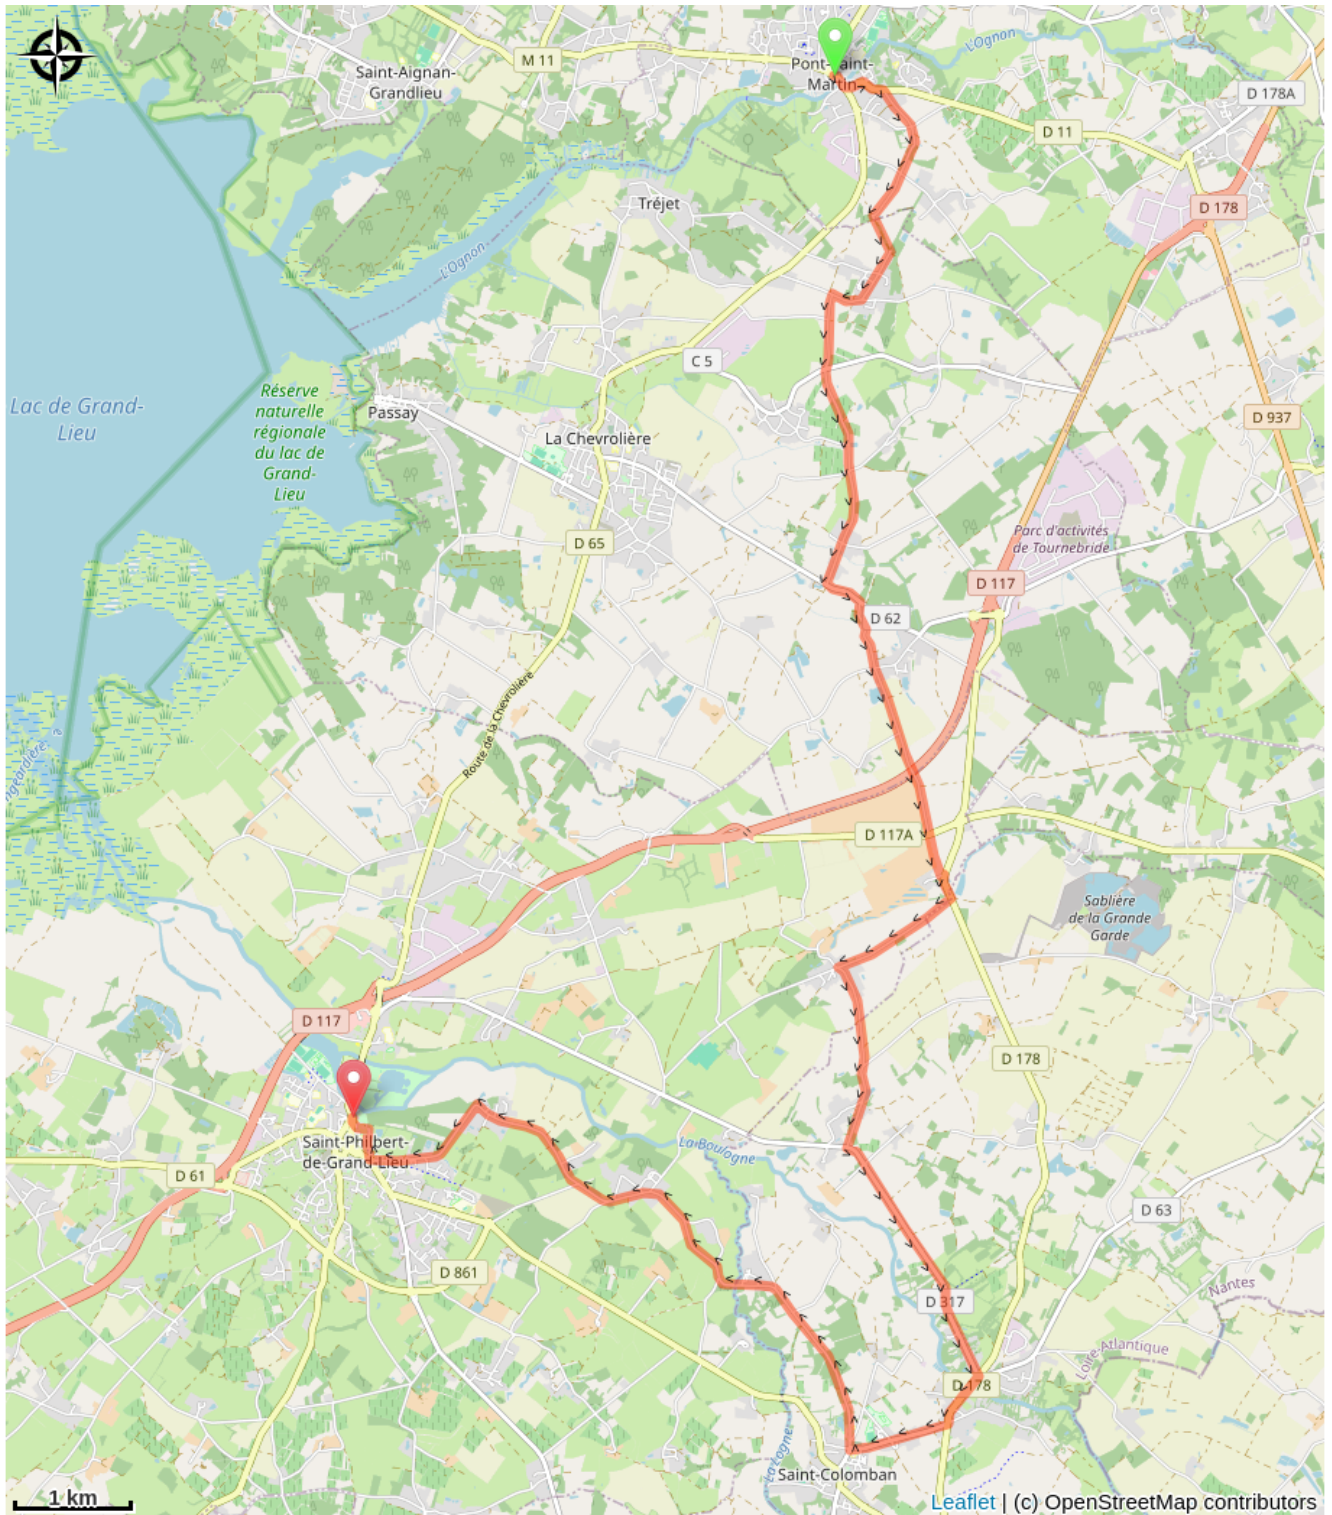 L'Ognon
M 11
Saint-Aignan-
Grandlieu
Pont-Saint-
Martin
D 178A
D 11
Tréjet
D 178
L'Ognon
C 5
Réserve
naturelle
régionale
du lac de
Grand-
Lieu
Lac de Grand-
Lieu
Passay
D 937
La Chevrolière
D 65
Parc d'activités
de Tournebride
D 117
D 62
Route de la Chevrolière
D 117A
Sablière
de la Grande
Garde
D 117
D 178
Saint-Philbert-
de-Grand-Lieu
La Boulogne
D 61
D 63
D 861
Nantes
D 317
Loire Atlantique
D 178
La Logne
Saint-Colomban
1 km
Leaflet | (c) OpenStreetMap contributors